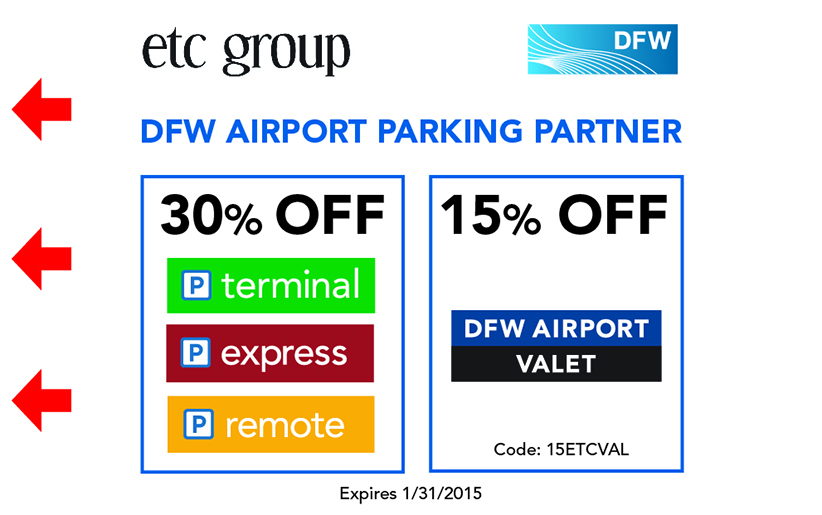 etc group
DFW
DFW AIRPORT PARKING PARTNER
30% OFF
P terminal
P express
P remote
15% OFF
DFW AIRPORT
VALET
Code: 15ETCVAL
Expires 1/31/2015